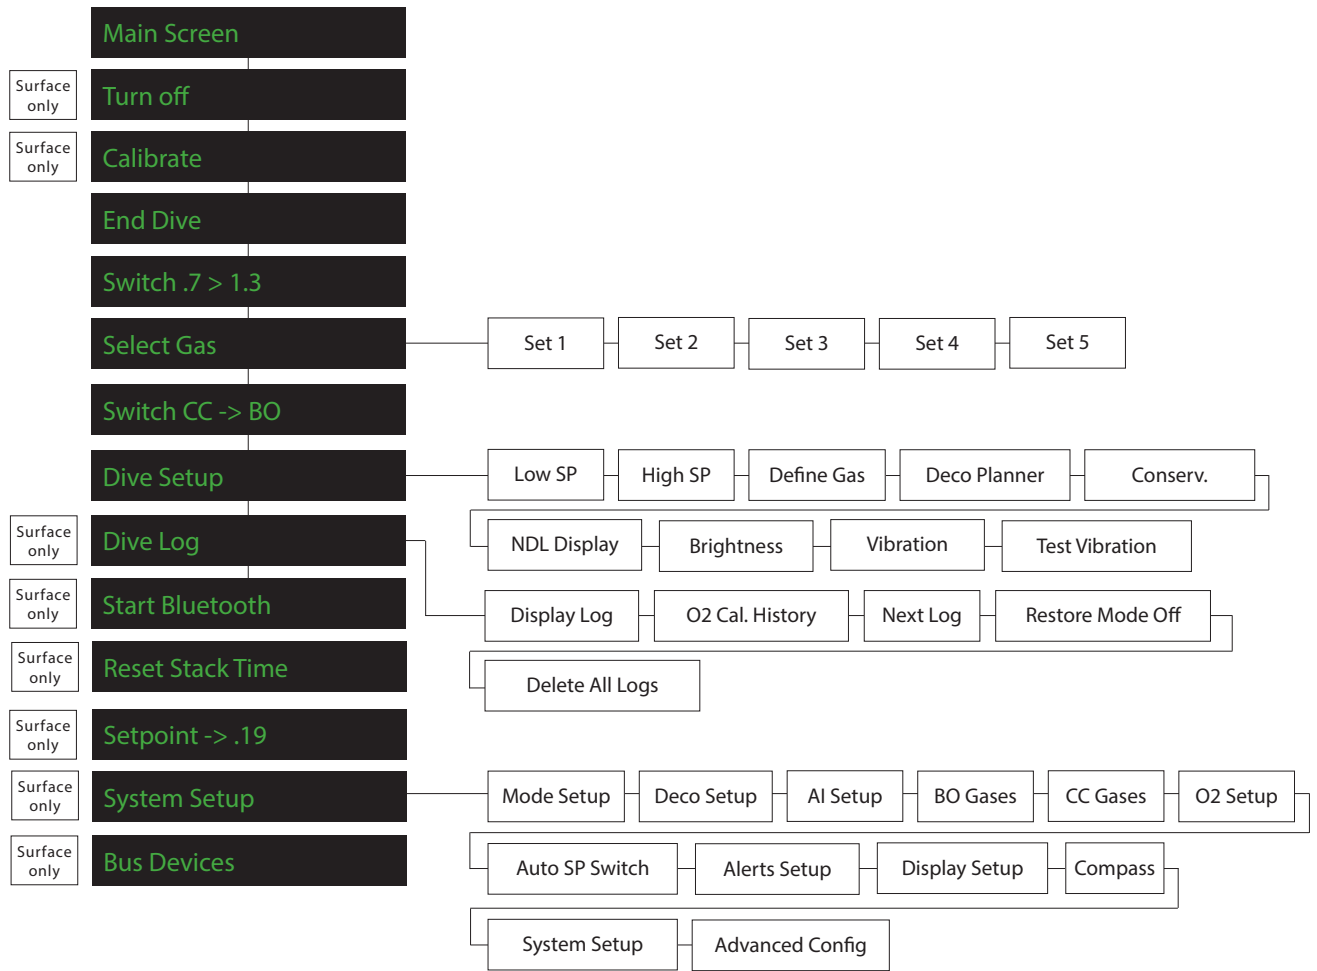 Main Screen
Surface
only
Turn off
Surface
only
Calibrate
End Dive
Switch .7 > 1.3
Select Gas
Set 1
Set 2
Set 3
Set 4
Set 5
Switch CC -> BO
Dive Setup
Low SP
High SP
Define Gas
Deco Planner
Conserv.
NDL Display
Brightness
Vibration
Test Vibration
Surface
only
Dive Log
Display Log
O2 Cal. History
Next Log
Restore Mode Off
Delete All Logs
Surface
only
Start Bluetooth
Surface
only
Reset Stack Time
Surface
only
Setpoint -> .19
Surface
only
System Setup
Mode Setup
Deco Setup
AI Setup
BO Gases
CC Gases
O2 Setup
Auto SP Switch
Alerts Setup
Display Setup
Compass
System Setup
Advanced Config
Surface
only
Bus Devices